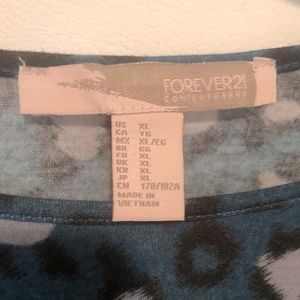 FOREVER21
CONTEMPORARY
US XL
CA TG
MX XL/EG
BR GG
EU XL
UK XL
KR XL
JP XL
CN 170/102A
MADE IN
VIETNAM